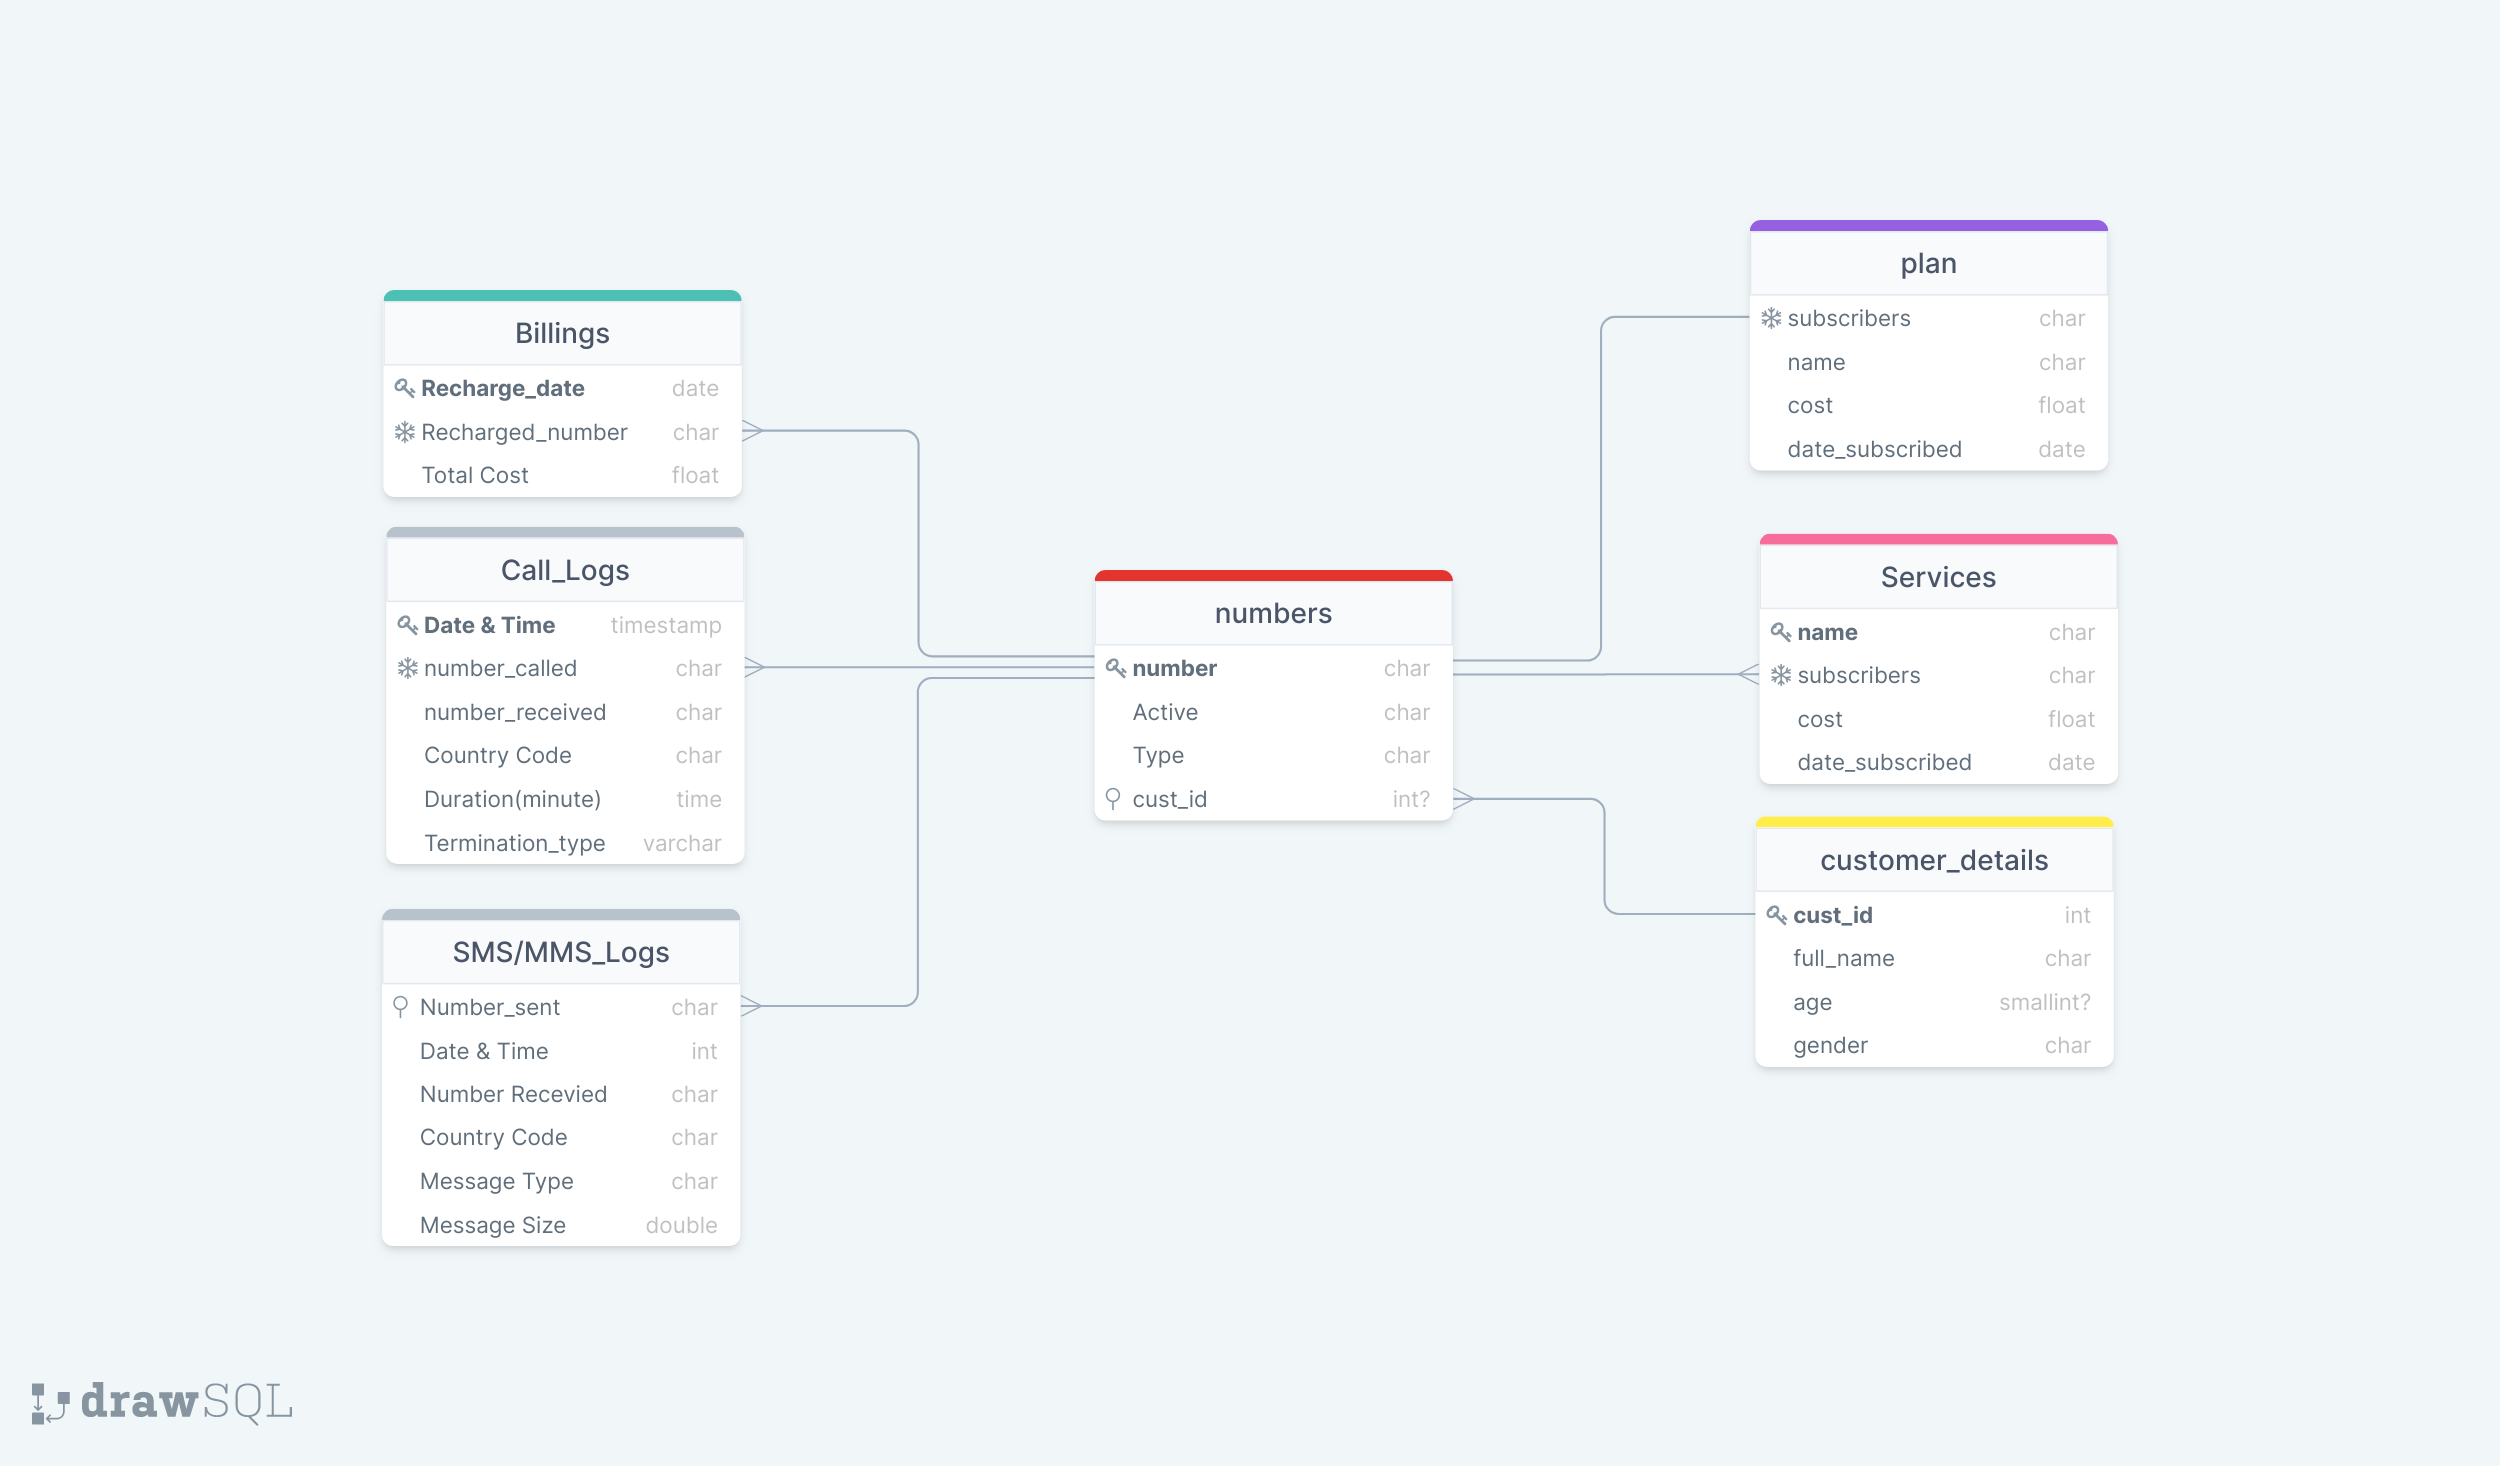 Billings
Recharge_date date
Recharged_number char
Total Cost float
Call_Logs
Date & Time timestamp
number_called char
number_received char
Country Code char
Duration(minute) time
Termination_type varchar
SMS/MMS_Logs
Number_sent char
Date & Time int
Number Recevied char
Country Code char
Message Type char
Message Size double
numbers
number char
Active char
Type char
cust_id int?
plan
subscribers char
name char
cost float
date_subscribed date
Services
name char
subscribers char
cost float
date_subscribed date
customer_details
cust_id int
full_name char
age smallint?
gender char
drawSQL